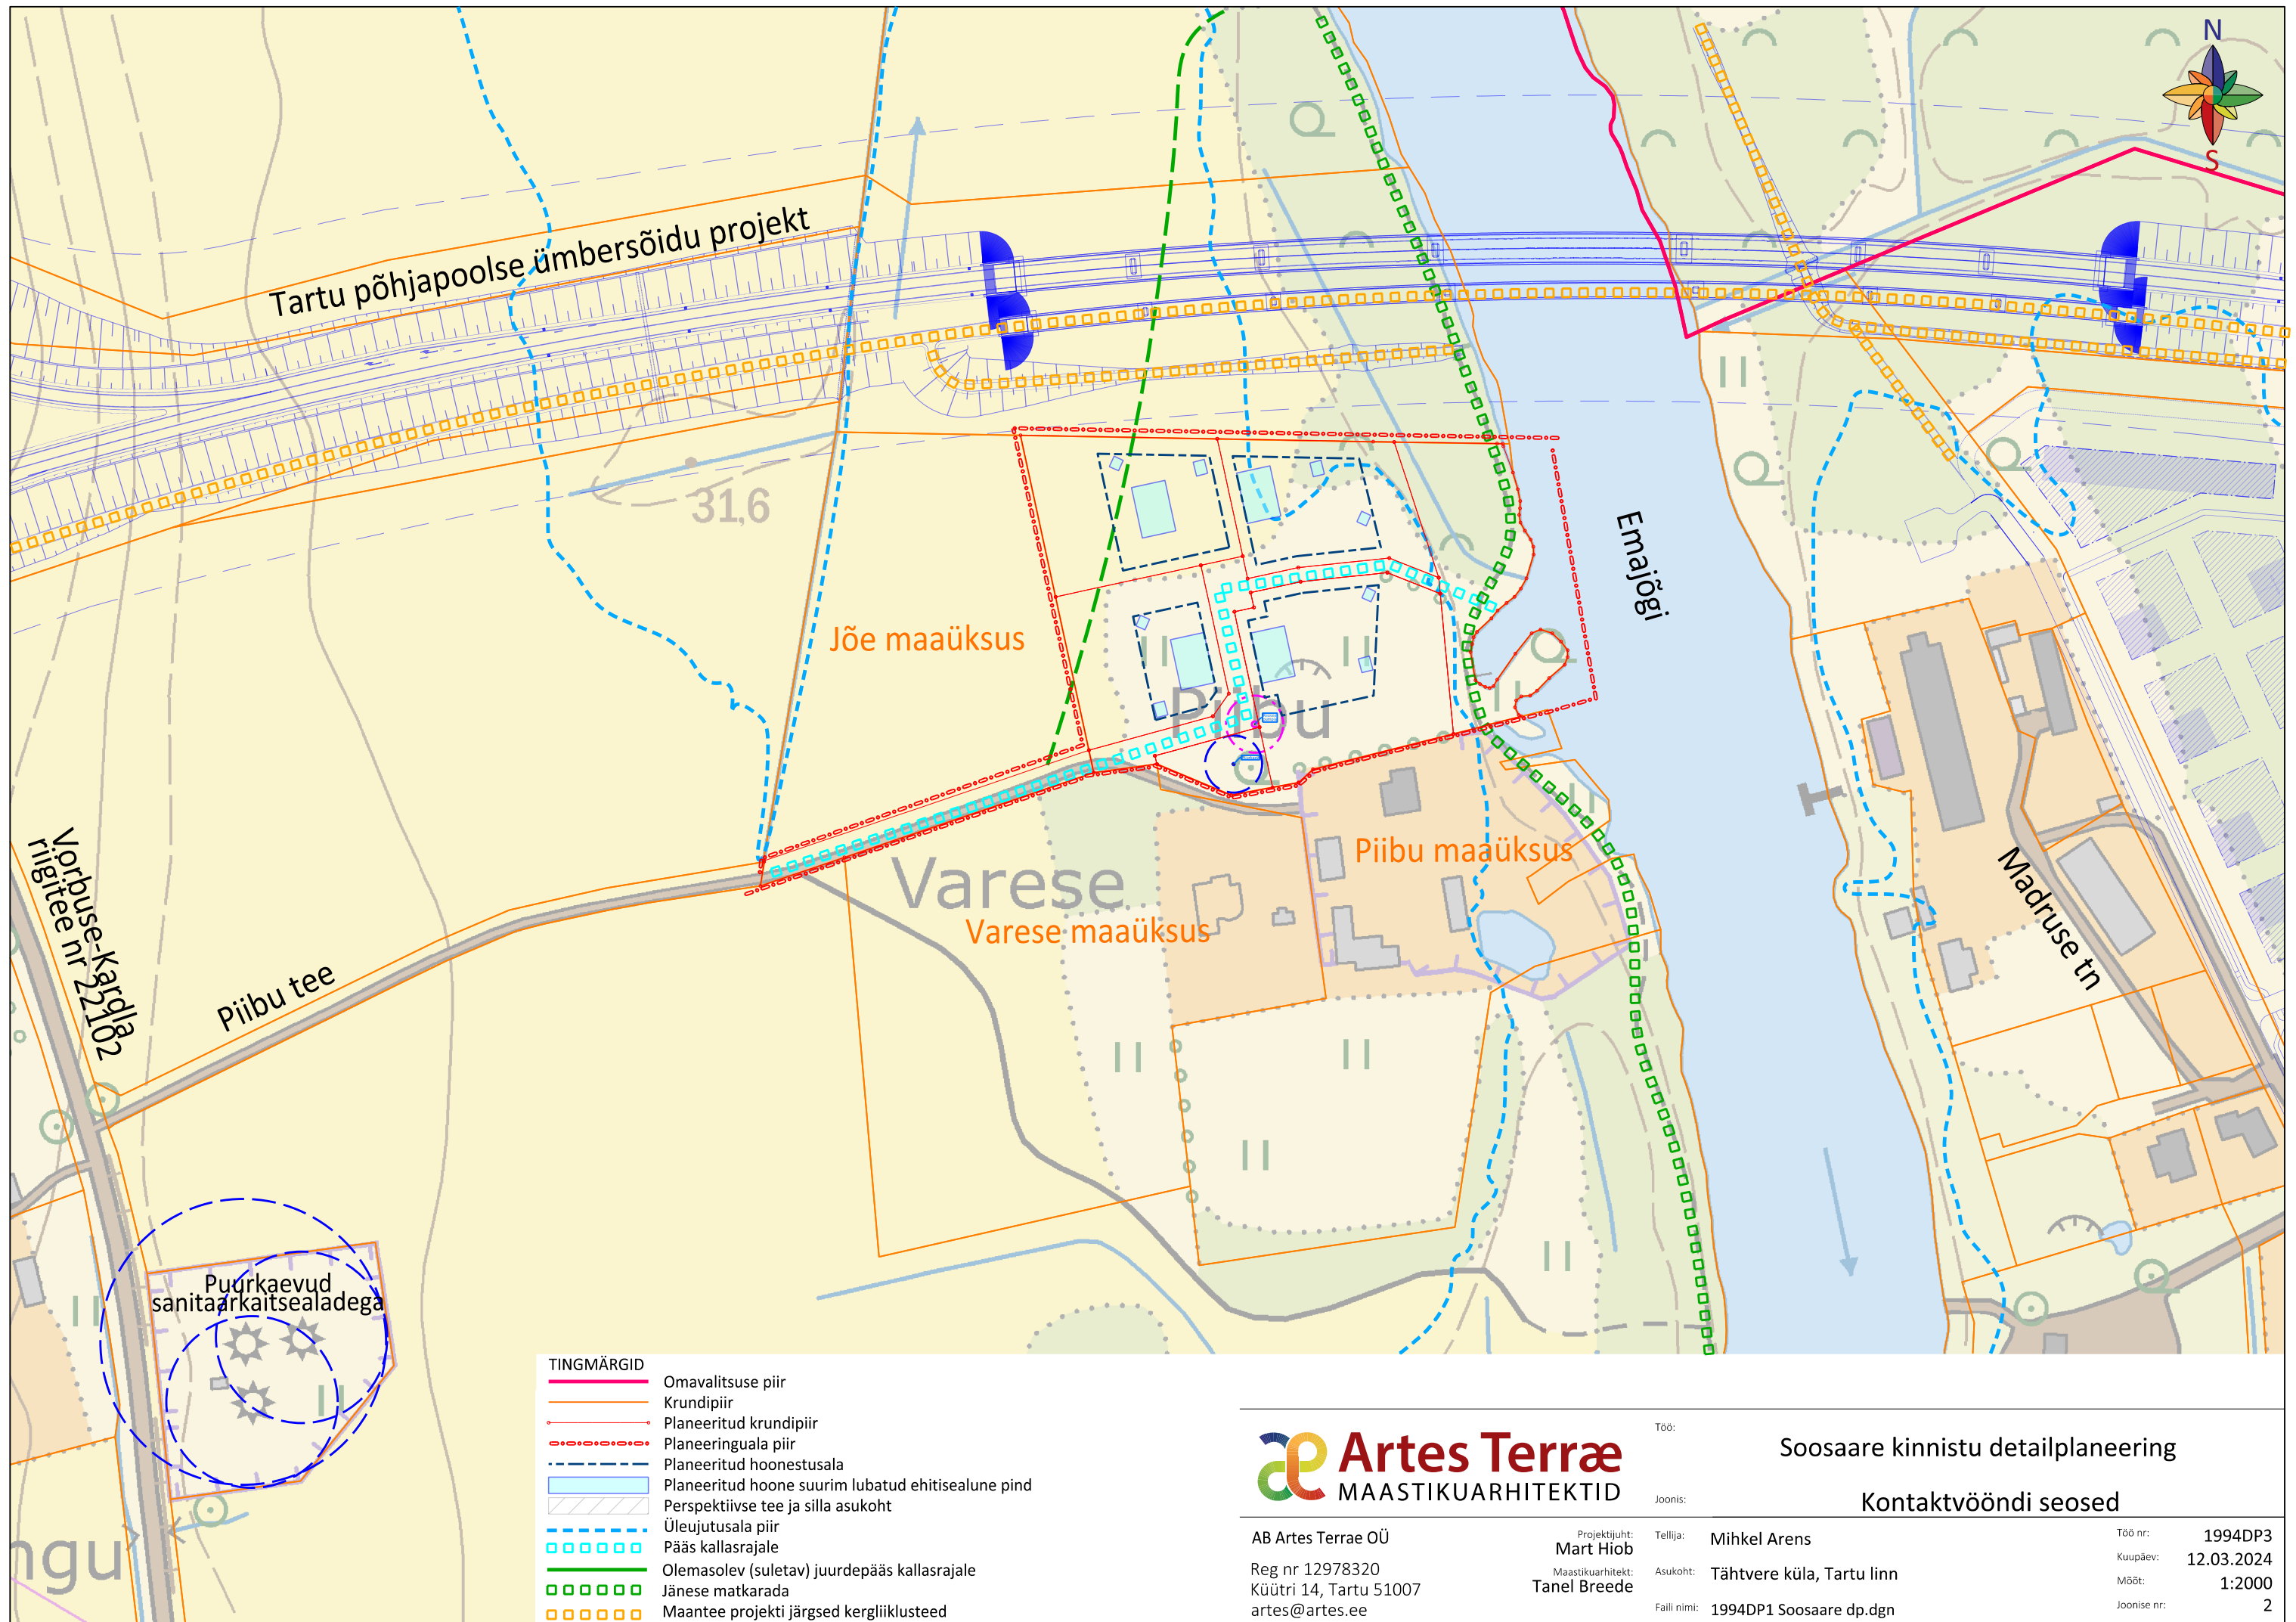 N
S
Tartu põhjapoolse ümbersõidu projekt
31,6
Emajõgi
Jõe maaüksus
Piibu
Piibu maaüksus
Varese
Varese maaüksus
Madruse tn
Vorbuse-Kardla
riigitee nr 22102
Piibu tee
Puurkaevud
sanitaarkaitsealadega
ngu
TINGMÄRGID
Omavalitsuse piir
Krundipiir
Planeeritud krundipiir
Planeeringuala piir
Planeeritud hoonestusala
Planeeritud hoone suurim lubatud ehitisealune pind
Perspektiivse tee ja silla asukoht
Üleujutusala piir
Pääs kallasrajale
Olemasolev (suletav) juurdepääs kallasrajale
Jänese matkarada
Maantee projekti järgsed kergliiklusteed
Artes Terræ
MAASTIKUARHITEKTID
AB Artes Terrae OÜ
Reg nr 12978320
Küütri 14, Tartu 51007
artes@artes.ee
Projektijuht:
Mart Hiob
Maastikuarhitekt:
Tanel Breede
Töö:
Soosaare kinnistu detailplaneering
Joonis:
Kontaktvööndi seosed
Tellija: Mihkel Arens
Asukoht: Tähtvere küla, Tartu linn
Faili nimi: 1994DP1 Soosaare dp.dgn
Töö nr: 1994DP3
Kuupäev: 12.03.2024
Mõõt: 1:2000
Joonise nr: 2